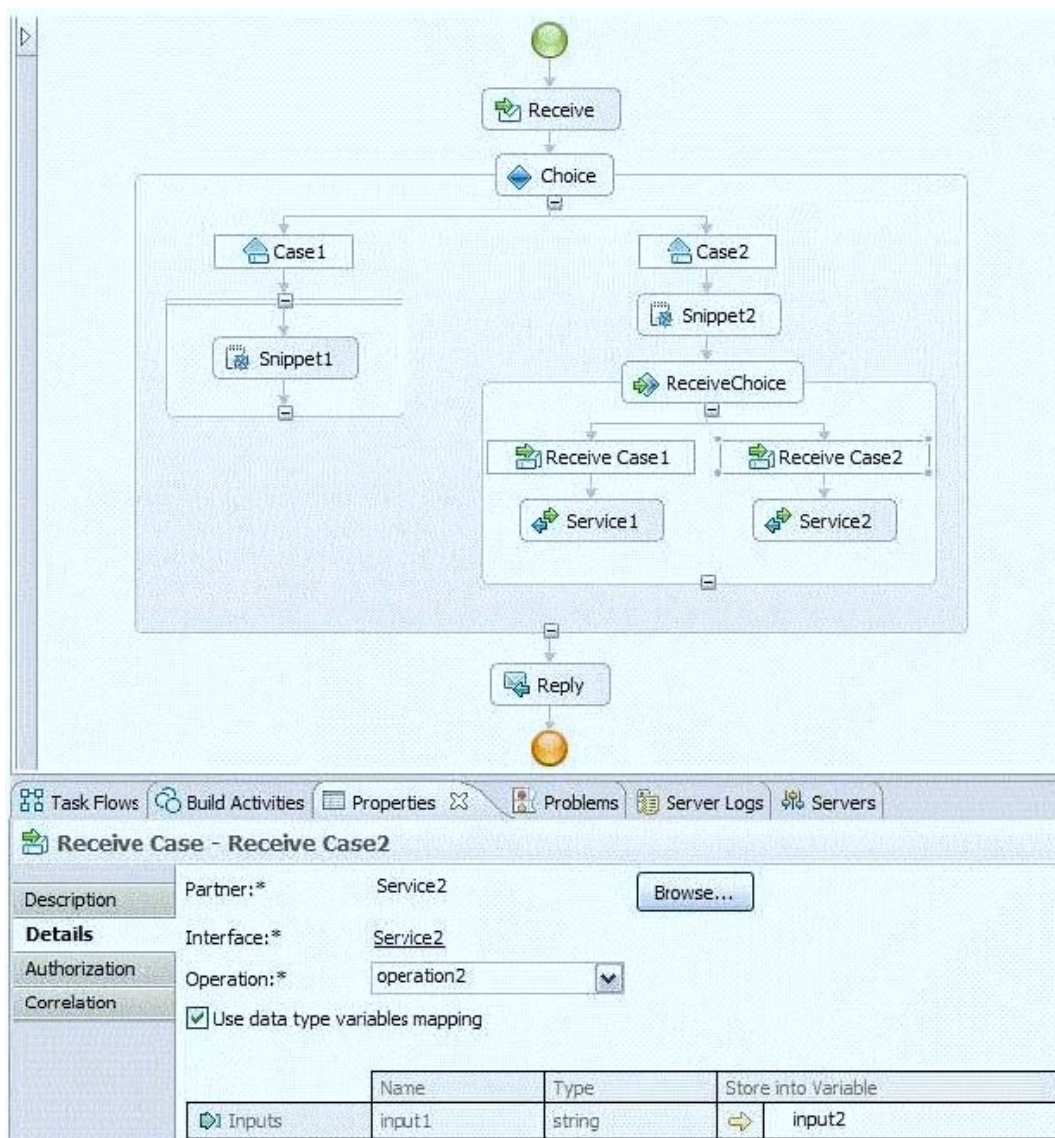 Receive
Choice
Case1
Case2
Snippet2
Snippet1
ReceiveChoice
Receive Case1
Receive Case2
Service1
Service2
Reply
Task Flows Build Activities Properties Problems Server Logs Servers
Receive Case - Receive Case2
Description
Details
Authorization
Correlation
Partner:* Service2 Browse...
Interface:* Service2
Operation:* operation2
Use data type variables mapping
Name Type Store into Variable
Inputs input1 string input2